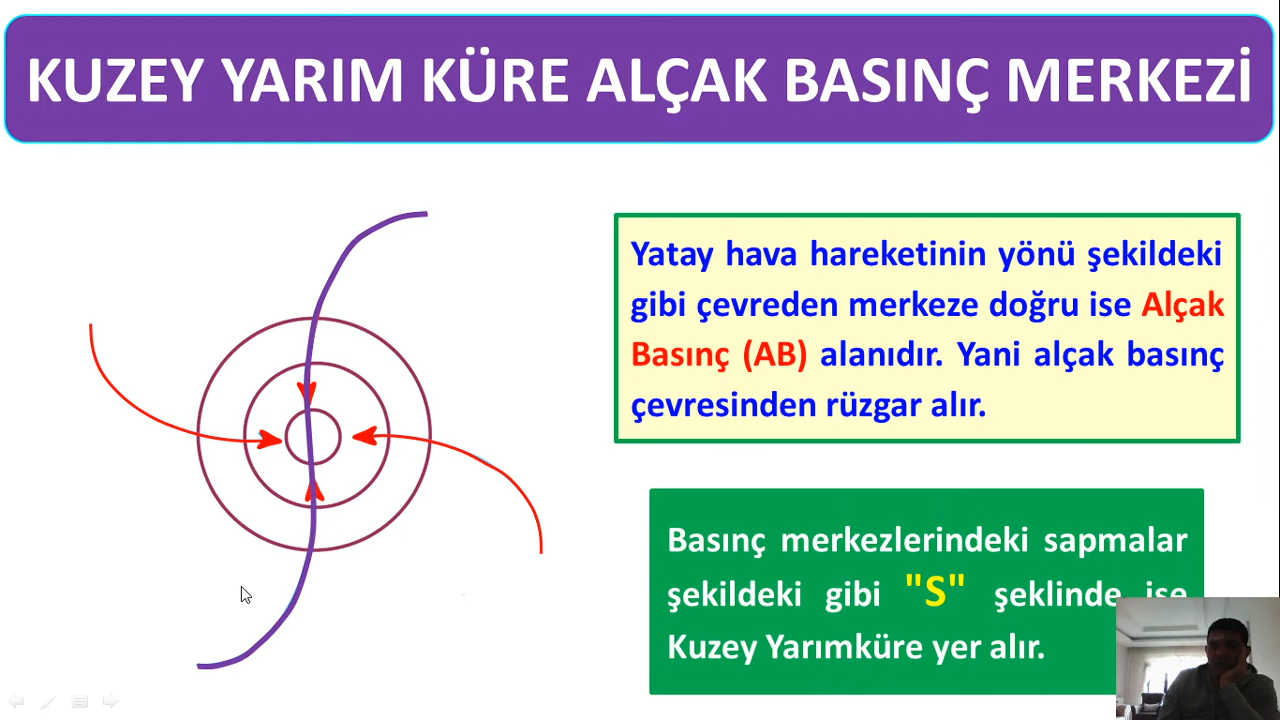 KUZEY YARIM KÜRE ALÇAK BASINÇ MERKEZİ
Yatay hava hareketinin yönü şekildeki
gibi çevreden merkeze doğru ise Alçak
Basınç (AB) alanıdır. Yani alçak basınç
çevresinden rüzgar alır.
Basınç merkezlerindeki sapmalar
şekildeki gibi "S" şeklinde ise
Kuzey Yarımküre yer alır.